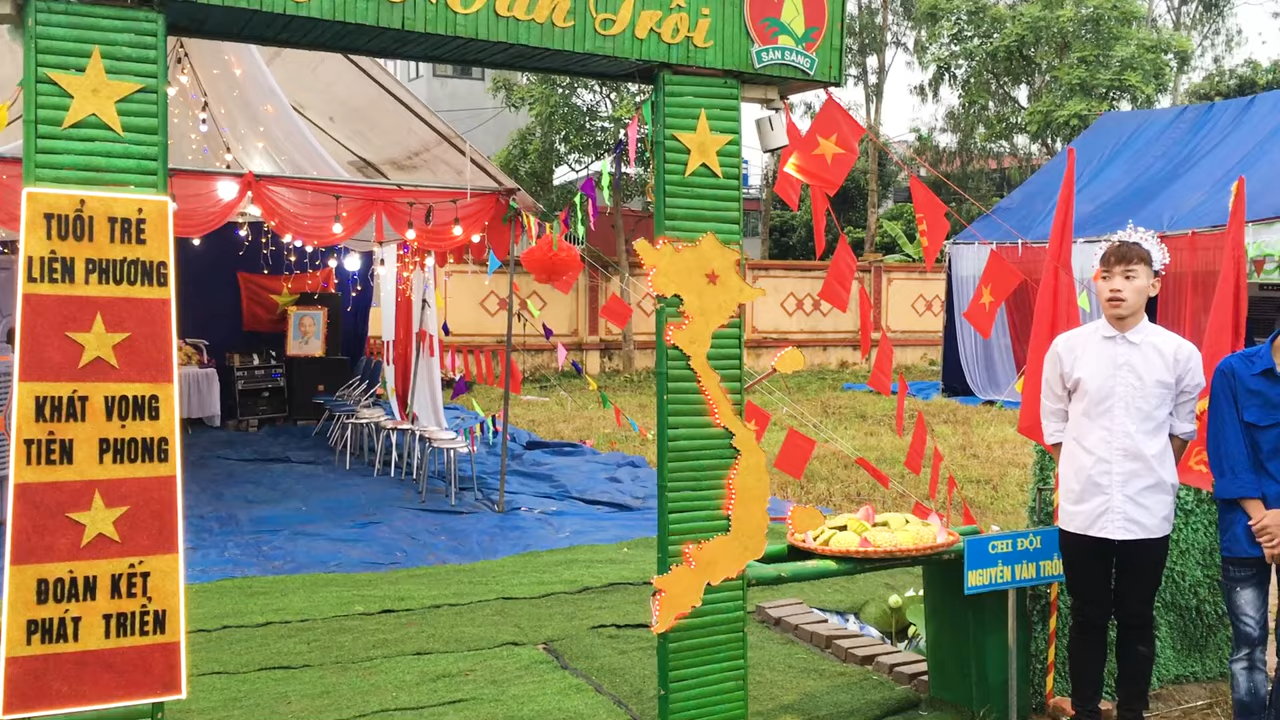 Văn Trỗi
SẴN SÀNG
TUỔI TRẺ
LIÊN PHƯƠNG
KHÁT VỌNG
TIÊN PHONG
ĐOÀN KẾT
PHÁT TRIỂN
CHI ĐỘI
NGUYỄN VĂN TRỖI